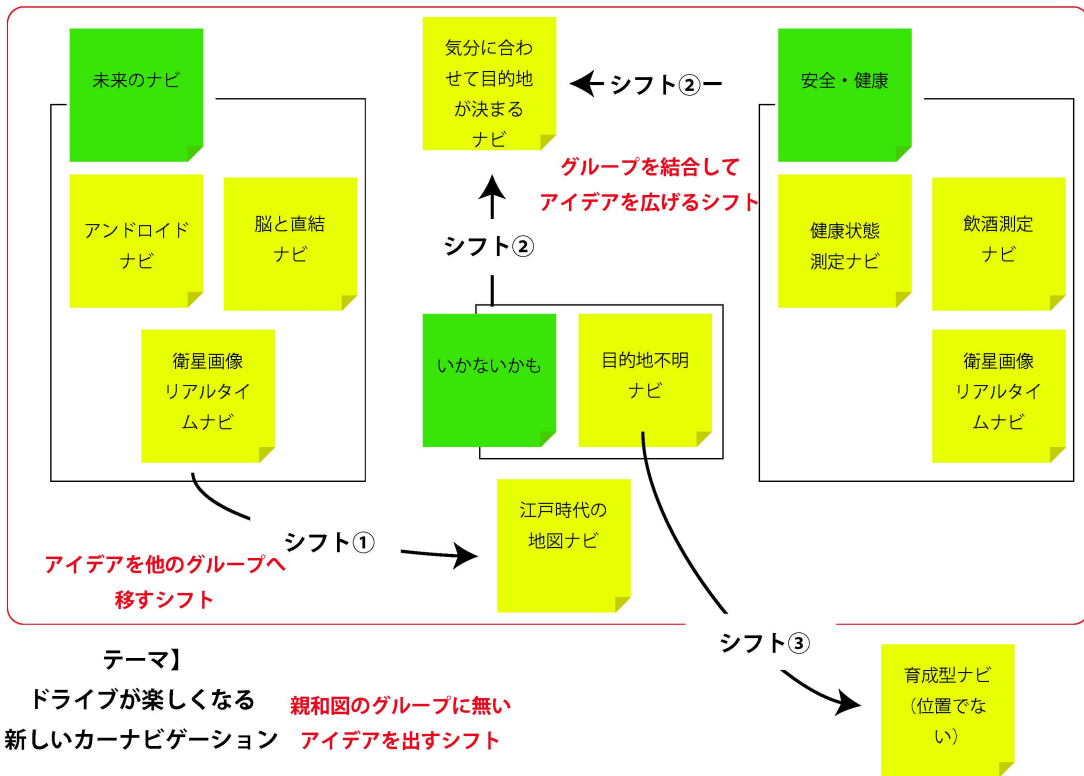 未来のナビ
アンドロイド
ナビ
脳と直結
ナビ
衛星画像
リアルタイ
ムナビ
気分に合わ
せて目的地
が決まる
ナビ
シフト②
グループを結合して
アイデアを広げるシフト
シフト②
いかないかも
目的地不明
ナビ
安全・健康
健康状態
測定ナビ
飲酒測定
ナビ
衛星画像
リアルタイ
ムナビ
シフト①
アイデアを他のグループへ
移すシフト
江戸時代の
地図ナビ
シフト③
テーマ】
ドライブが楽しくなる
新しいカーナビゲーション
親和図のグループに無い
アイデアを出すシフト
育成型ナビ
（位置でな
い）